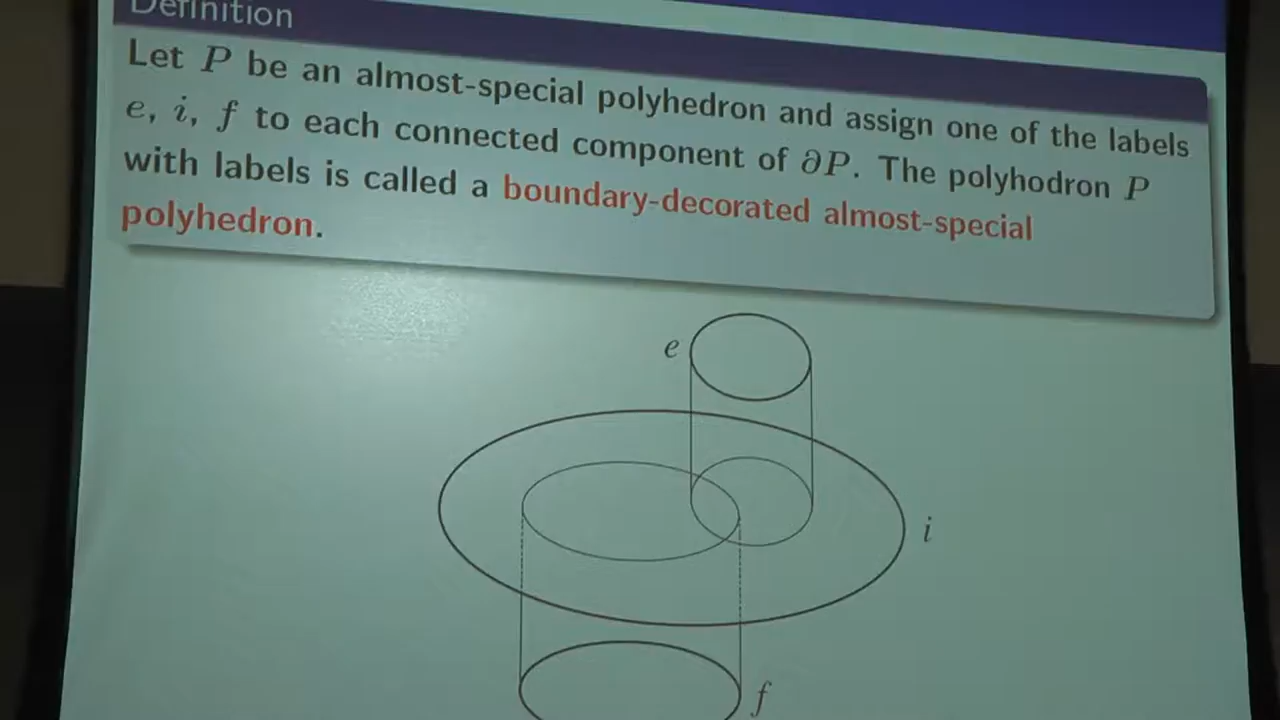 Definition
Let P be an almost-special polyhedron and assign one of the labels
e, i, f to each connected component of ∂P. The polyhodron P
with labels is called a boundary-decorated almost-special
polyhedron.
e
i
f